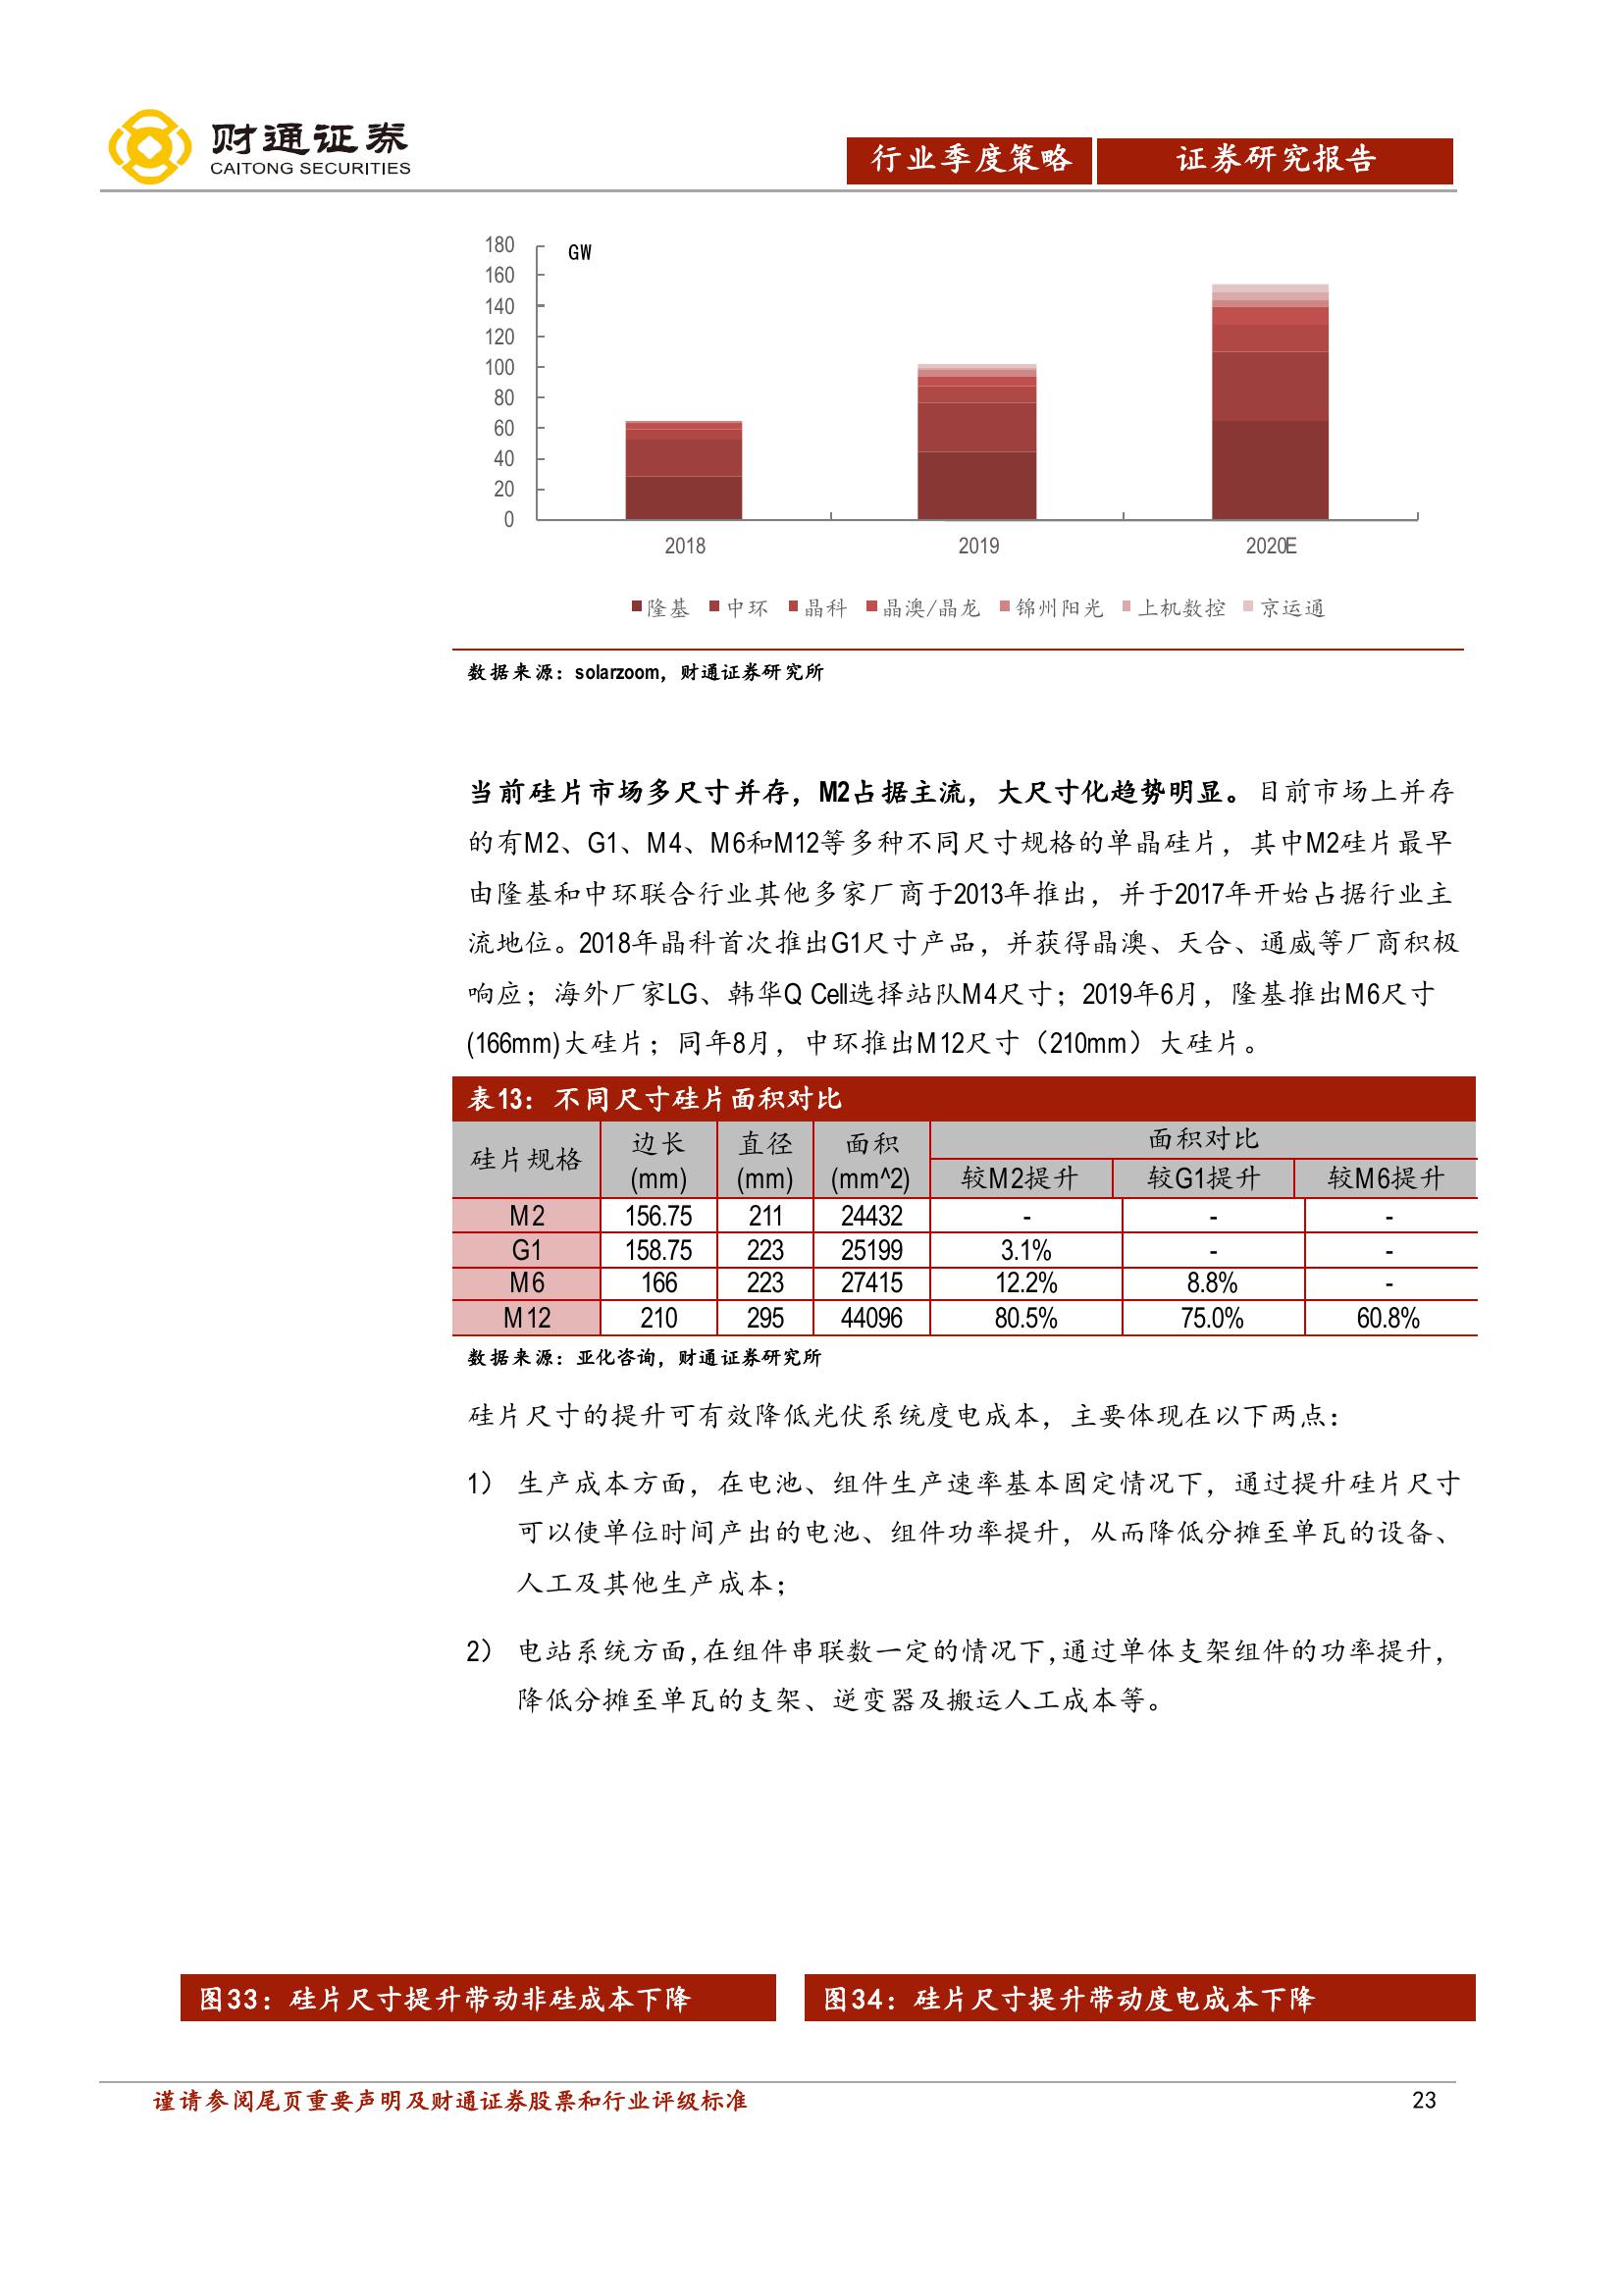 财通证券
CAITONG SECURITIES
行业季度策略 证券研究报告
180
160
140
120
100
80
60
40
20
0
GW
2018 2019 2020E
隆基 中环 晶科 晶澳/晶龙 锦州阳光 上机数控 京运通
数据来源：solarzoom，财通证券研究所
当前硅片市场多尺寸并存，M2占据主流，大尺寸化趋势明显。目前市场上并存
的有M2、G1、M4、M6和M12等多种不同尺寸规格的单晶硅片，其中M2硅片最早
由隆基和中环联合行业其他多家厂商于2013年推出，并于2017年开始占据行业主
流地位。2018年晶科首次推出G1尺寸产品，并获得晶澳、天合、通威等厂商积极
响应；海外厂家LG、韩华Q Cell选择站队M4尺寸；2019年6月，隆基推出M6尺寸
(166mm)大硅片；同年8月，中环推出M12尺寸（210mm）大硅片。
表13：不同尺寸硅片面积对比
硅片规格 边长 直径 面积 面积对比
(mm) (mm) (mm^2) 较M2提升 较G1提升 较M6提升
M2 156.75 211 24432 - - -
G1 158.75 223 25199 3.1% - -
M6 166 223 27415 12.2% 8.8% -
M12 210 295 44096 80.5% 75.0% 60.8%
数据来源：亚化咨询，财通证券研究所
硅片尺寸的提升可有效降低光伏系统度电成本，主要体现在以下两点：
1） 生产成本方面，在电池、组件生产速率基本固定情况下，通过提升硅片尺寸
可以使单位时间产出的电池、组件功率提升，从而降低分摊至单瓦的设备、
人工及其他生产成本；
2） 电站系统方面,在组件串联数一定的情况下,通过单体支架组件的功率提升，
降低分摊至单瓦的支架、逆变器及搬运人工成本等。
图33：硅片尺寸提升带动非硅成本下降 图34：硅片尺寸提升带动度电成本下降
谨请参阅尾页重要声明及财通证券股票和行业评级标准 23